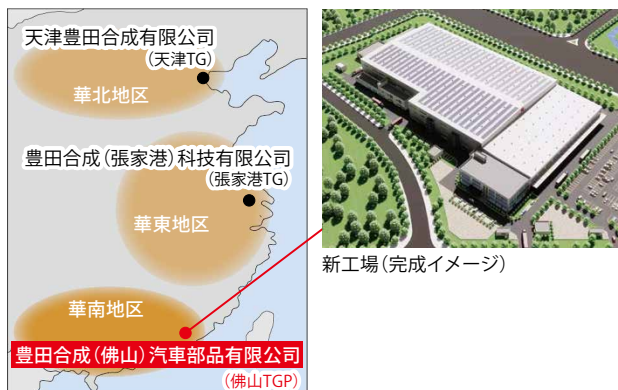 天津豊田合成有限公司
(天津TG)
華北地区
豊田合成(張家港)科技有限公司
(張家港TG)
華東地区
華南地区
豊田合成(佛山)汽車部品有限公司
(佛山TGP)
新工場(完成イメージ)